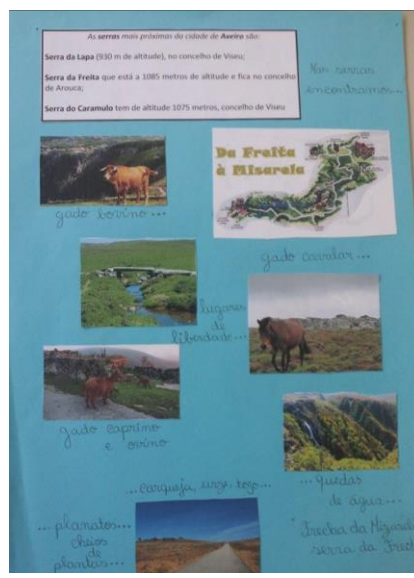 As serras mais próximas da cidade de Aveiro são:
Serra da Lapa (930 m de altitude), no concelho de Viseu;
Serra da Freita que está a 1085 metros de altitude e fica no concelho
de Arouca;
Serra do Caramulo tem de altitude 1075 metros, concelho de Viseu
Nas serras
encontramos...
gado bovino...
Da Freita
à Misarela
gado cavalar...
lugares
de
liberdade...
gado caprino
e ovino
...quedas
de água...
...carqueja, urze, tojo...
...planaltos...
cheios
de
plantas...
Frecha da
serra da